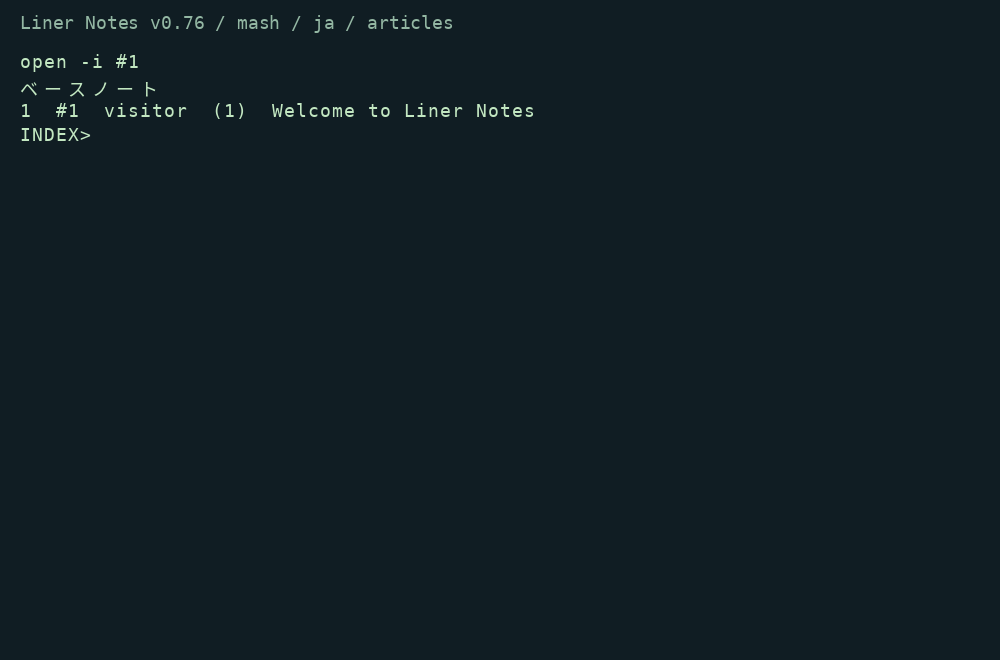 Liner Notes v0.76 / mash / ja / articles
open -i #1
ベースノート
1  #1  visitor  (1)  Welcome to Liner Notes
INDEX>